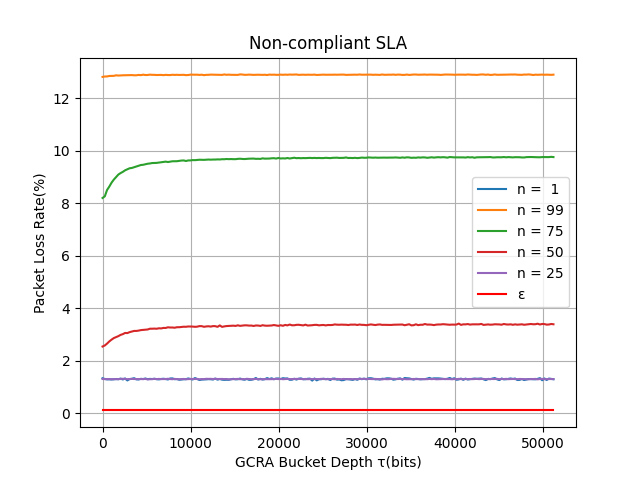 Non-compliant SLA
Packet Loss Rate(%)
12
10
8
6
4
2
0
n =  1
n = 99
n = 75
n = 50
n = 25
ε
0
10000
20000
30000
40000
50000
GCRA Bucket Depth τ(bits)